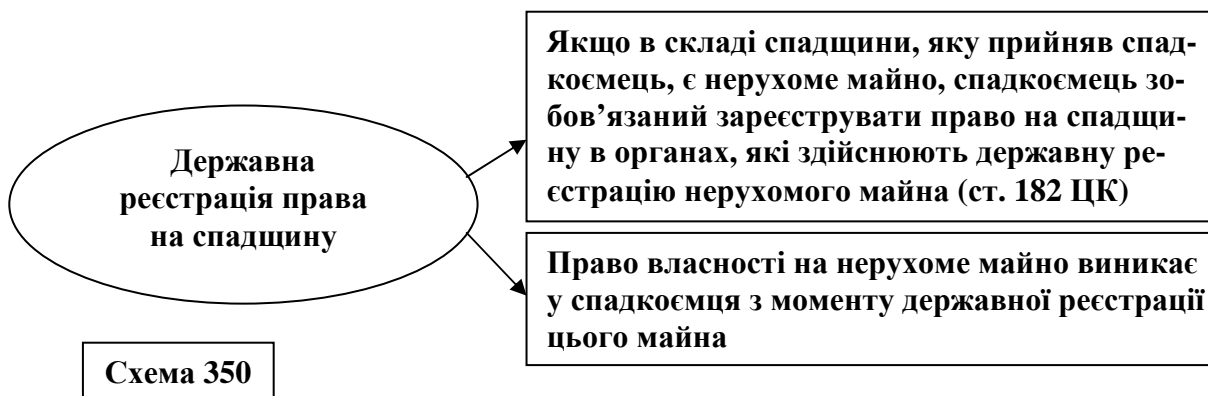 Державна
реєстрація права
на спадщину
Якщо в складі спадщини, яку прийняв спад-
коємець, є нерухоме майно, спадкоємець зо-
бов’язаний зареєструвати право на спадщи-
ну в органах, які здійснюють державну ре-
єстрацію нерухомого майна (ст. 182 ЦК)
Право власності на нерухоме майно виникає
у спадкоємця з моменту державної реєстрації
цього майна
Схема 350